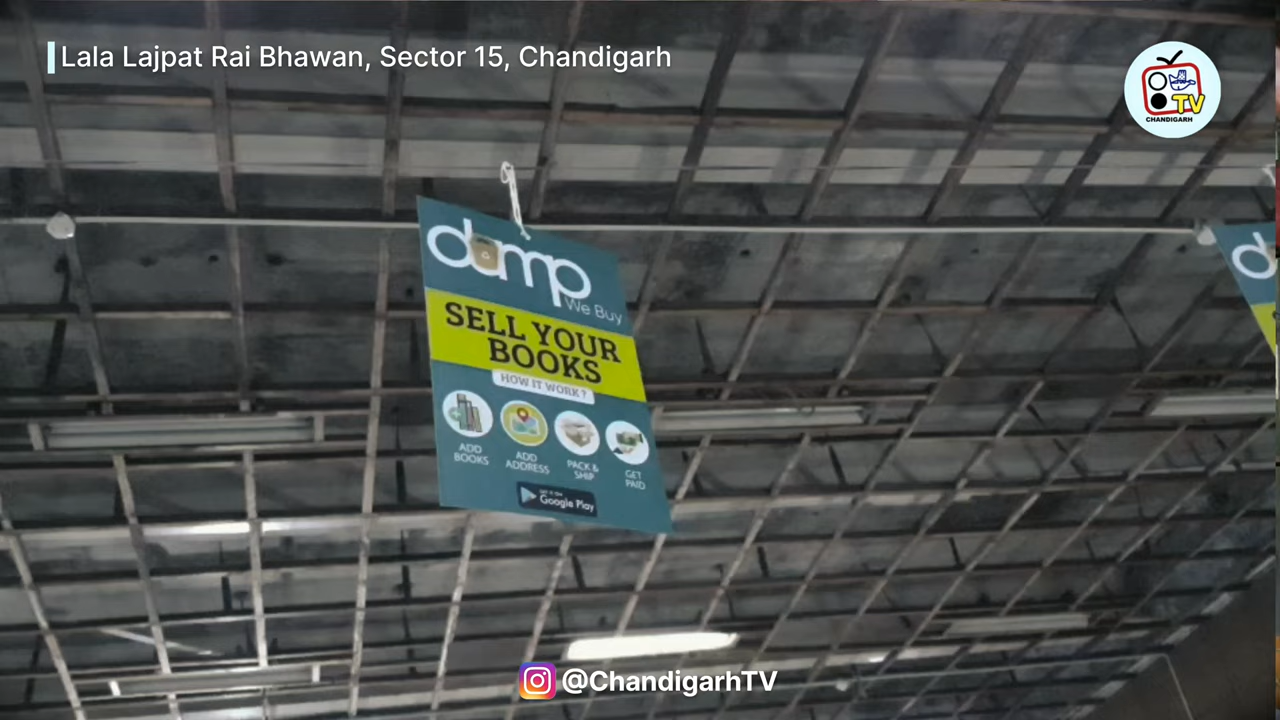 Lala Lajpat Rai Bhawan, Sector 15, Chandigarh
TV
CHANDIGARH
dump
We Buy
SELL YOUR
BOOKS
HOW IT WORK?
ADD
BOOKS
ADD
ADDRESS
PACK &
SHIP
GET
PAID
Google Play
du
@ChandigarhTV